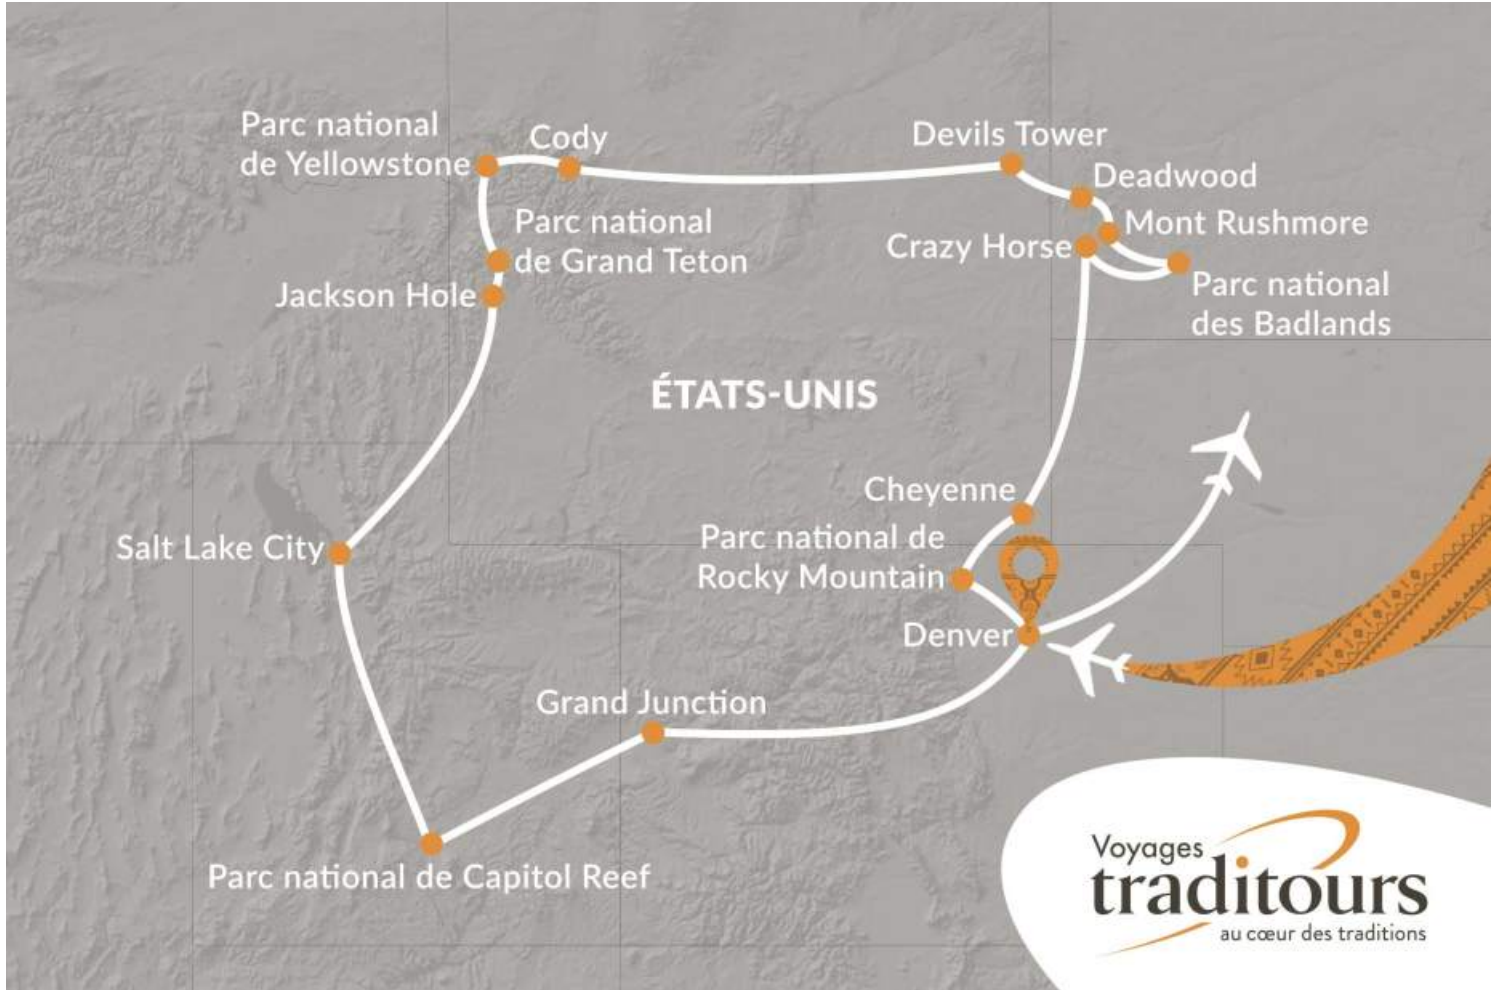 Parc national
de Yellowstone
Cody
Devils Tower
Deadwood
Mont Rushmore
Crazy Horse
Parc national
des Badlands
Parc national
de Grand Teton
Jackson Hole
ÉTATS-UNIS
Cheyenne
Parc national de
Rocky Mountain
Salt Lake City
Denver
Grand Junction
Parc national de Capitol Reef
Voyages
traditours
au cœur des traditions